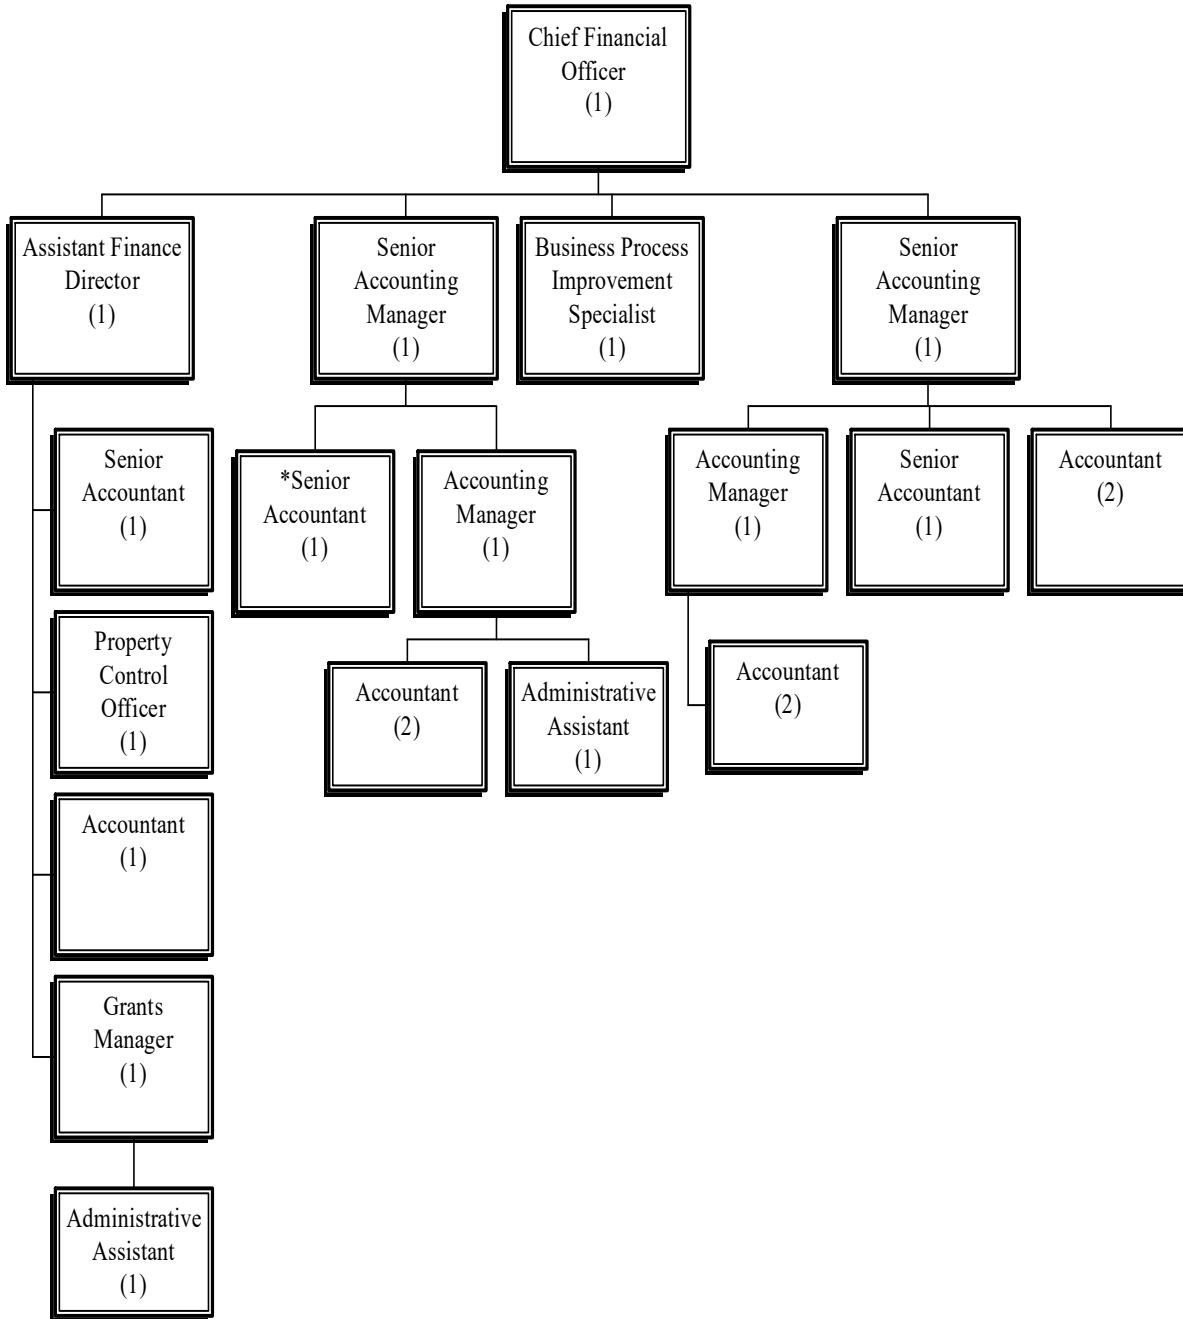 Chief Financial
Officer
(1)
Assistant Finance
Director
(1)
Senior
Accounting
Manager
(1)
Business Process
Improvement
Specialist
(1)
Senior
Accounting
Manager
(1)
Senior
Accountant
(1)
Property
Control
Officer
(1)
Accountant
(1)
Grants
Manager
(1)
Administrative
Assistant
(1)
*Senior
Accountant
(1)
Accounting
Manager
(1)
Accountant
(2)
Administrative
Assistant
(1)
Accounting
Manager
(1)
Senior
Accountant
(1)
Accountant
(2)
Accountant
(2)